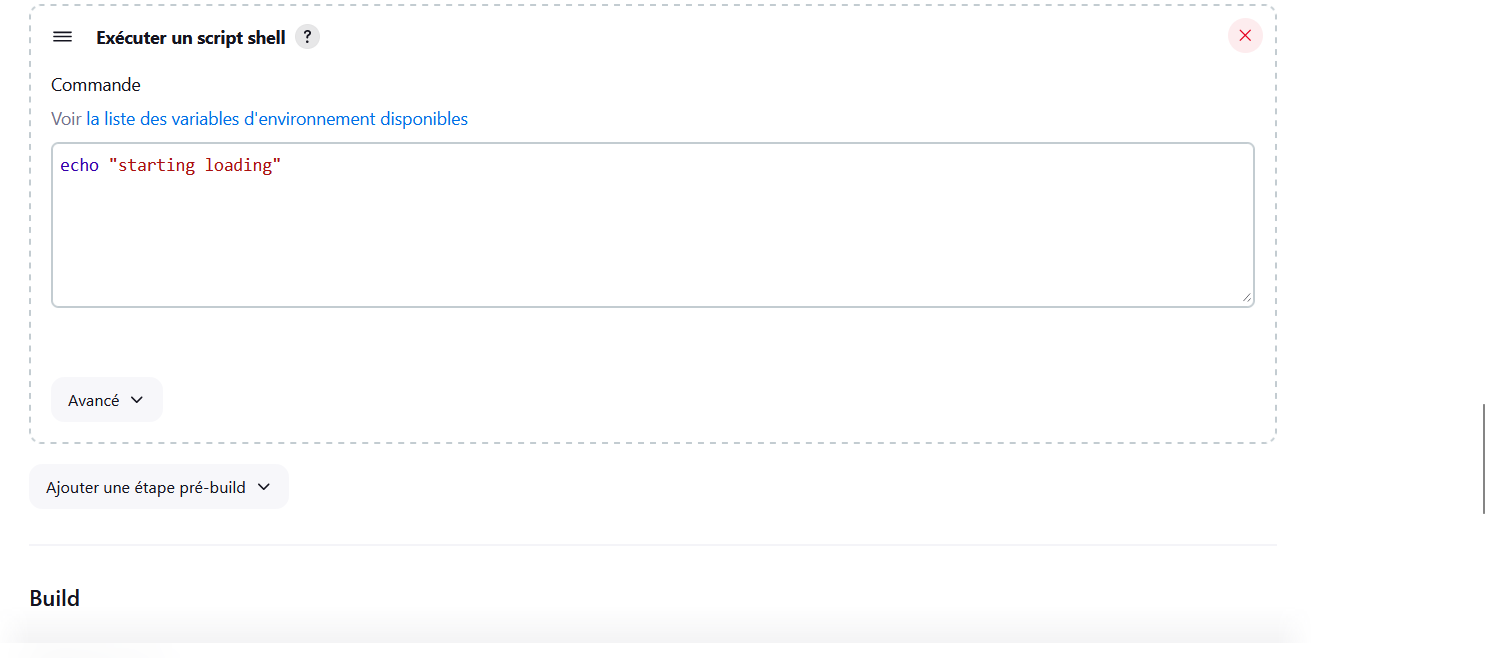 Exécuter un script shell ?
Commande
Voir la liste des variables d'environnement disponibles
echo "starting loading"
Avancé
Ajouter une étape pré-build
Build